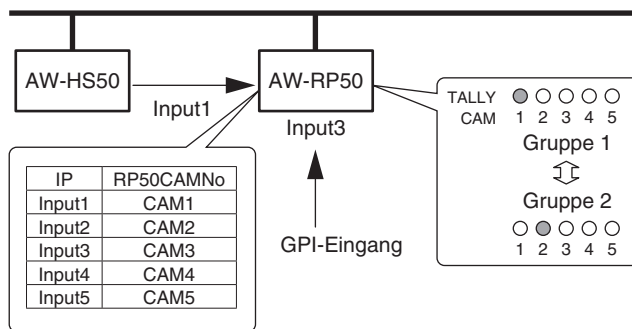 AW-HS50
AW-RP50
Input1
Input3
GPI-Eingang
IP RP50CAMNo
Input1 CAM1
Input2 CAM2
Input3 CAM3
Input4 CAM4
Input5 CAM5
TALLY
CAM 1 2 3 4 5
Gruppe 1
Gruppe 2
1 2 3 4 5